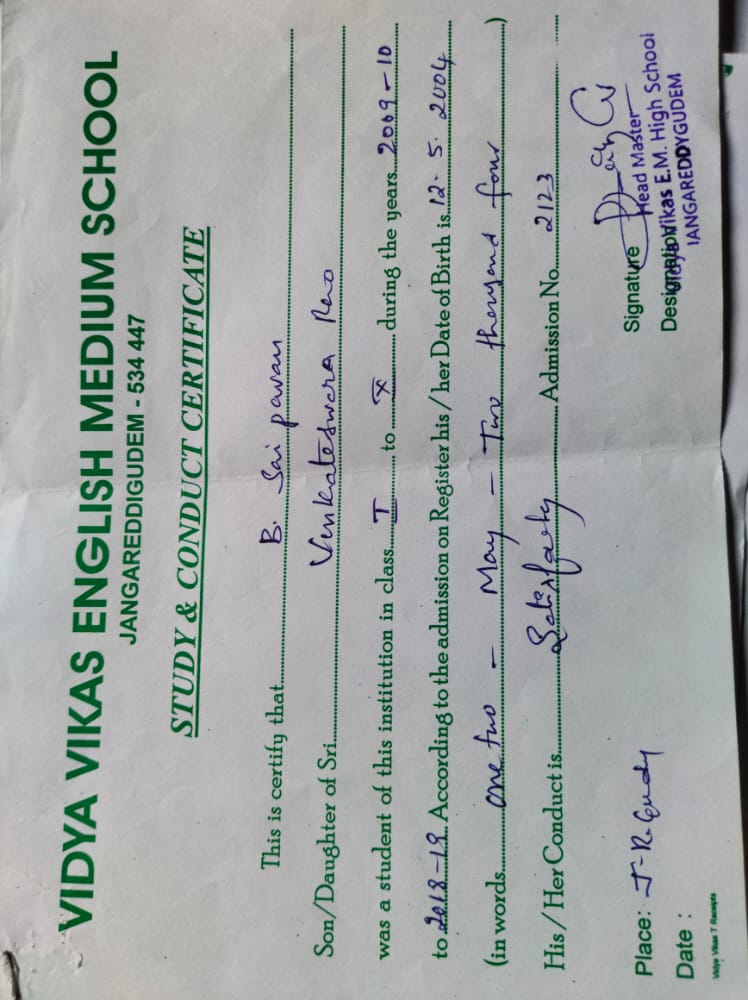 VIDYA VIKAS ENGLISH MEDIUM SCHOOL
JANGAREDDIGUDEM - 534 447
STUDY & CONDUCT CERTIFICATE
This is certify that B. Sai pavan
Son/Daughter of Sri Venkateswara Rao
was a student of this institution in class I to X during the years 2009-10
to 2018-19 According to the admission on Register his / her Date of Birth is 12. 5. 2004
(in words one two - May - Two thousand four)
His / Her Conduct is Satisfactry Admission No. 2123
Place: J-R-Gudy
Date :
Signature
Head Master
Designation
Vidya Vikas E.M. High School
JANGAREDDYGUDEM
Vidya Vikas T Receipts